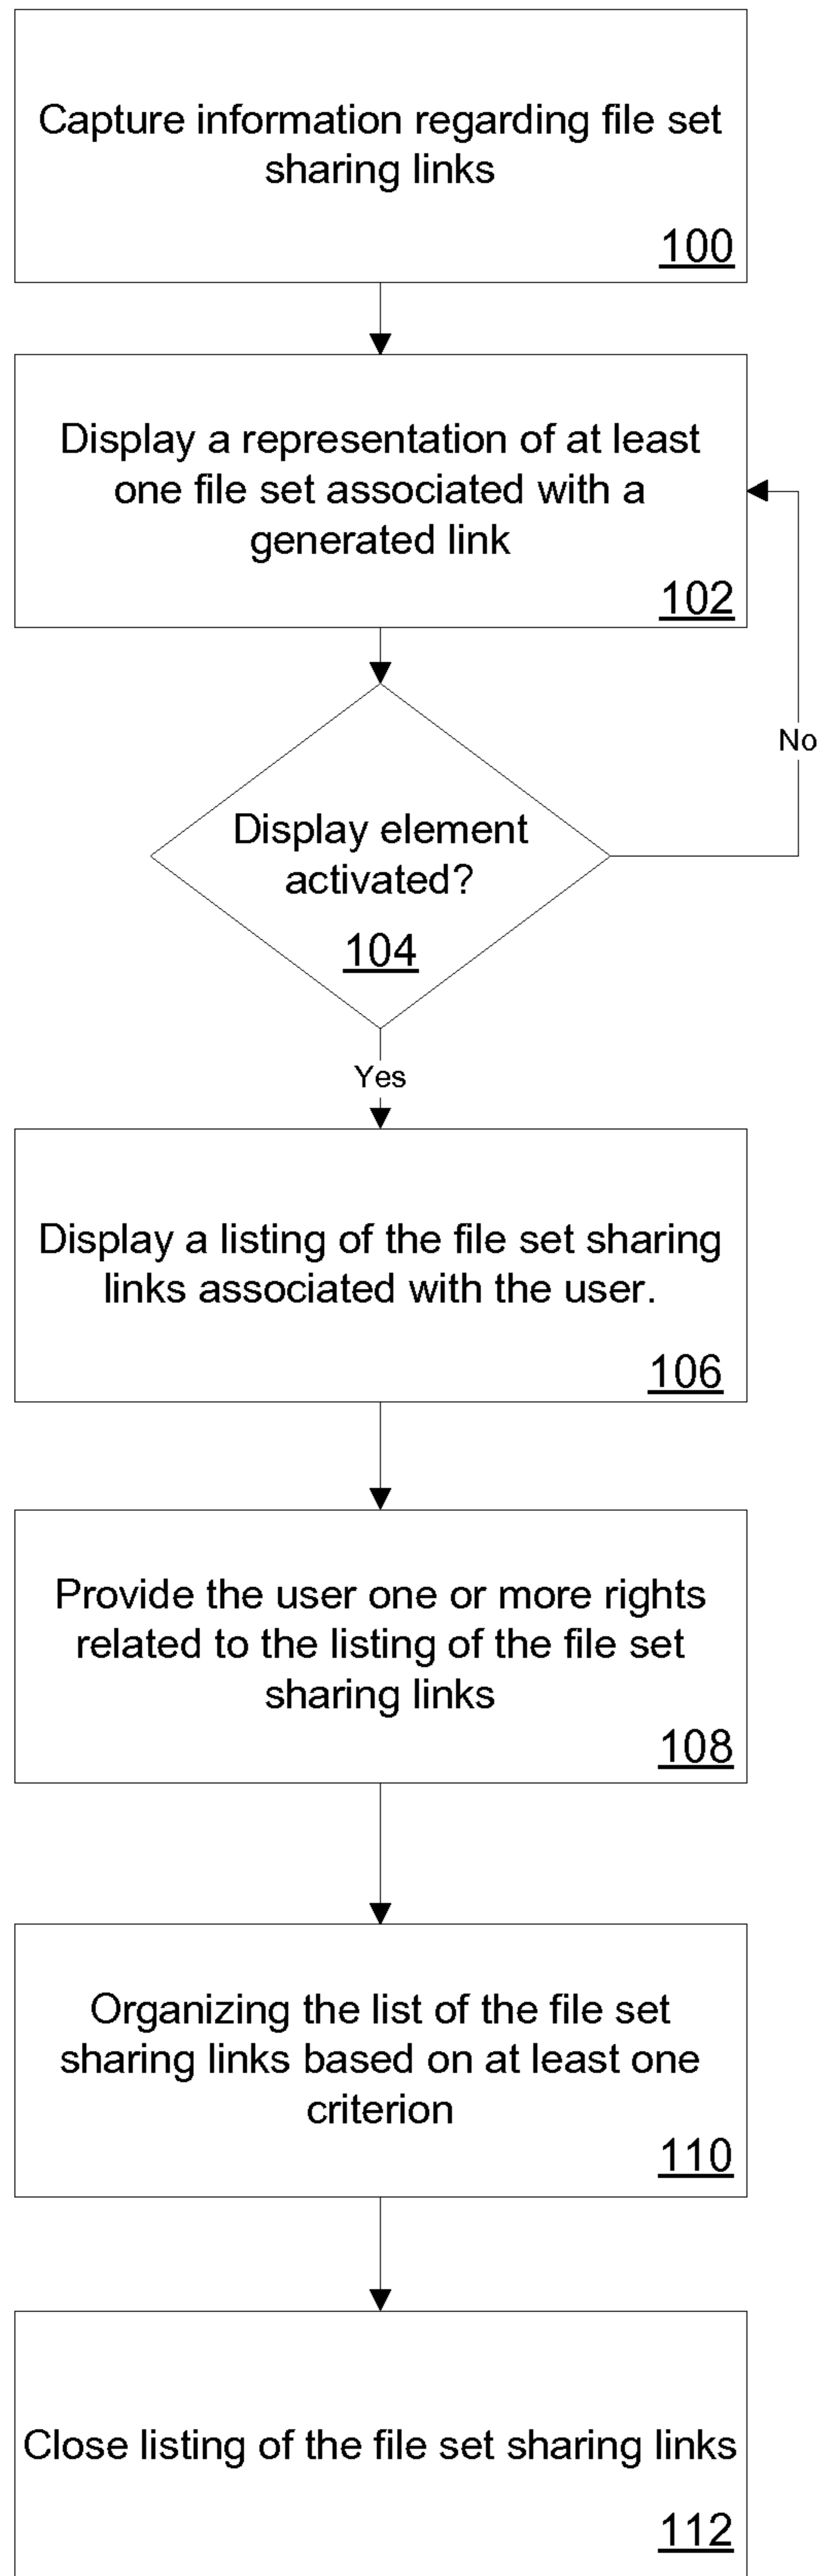 Capture information regarding file set
sharing links
100
Display a representation of at least
one file set associated with a
generated link
102
No
Display element
activated?
104
Yes
Display a listing of the file set sharing
links associated with the user.
106
Provide the user one or more rights
related to the listing of the file set
sharing links
108
Organizing the list of the file set
sharing links based on at least one
criterion
110
Close listing of the file set sharing links
112